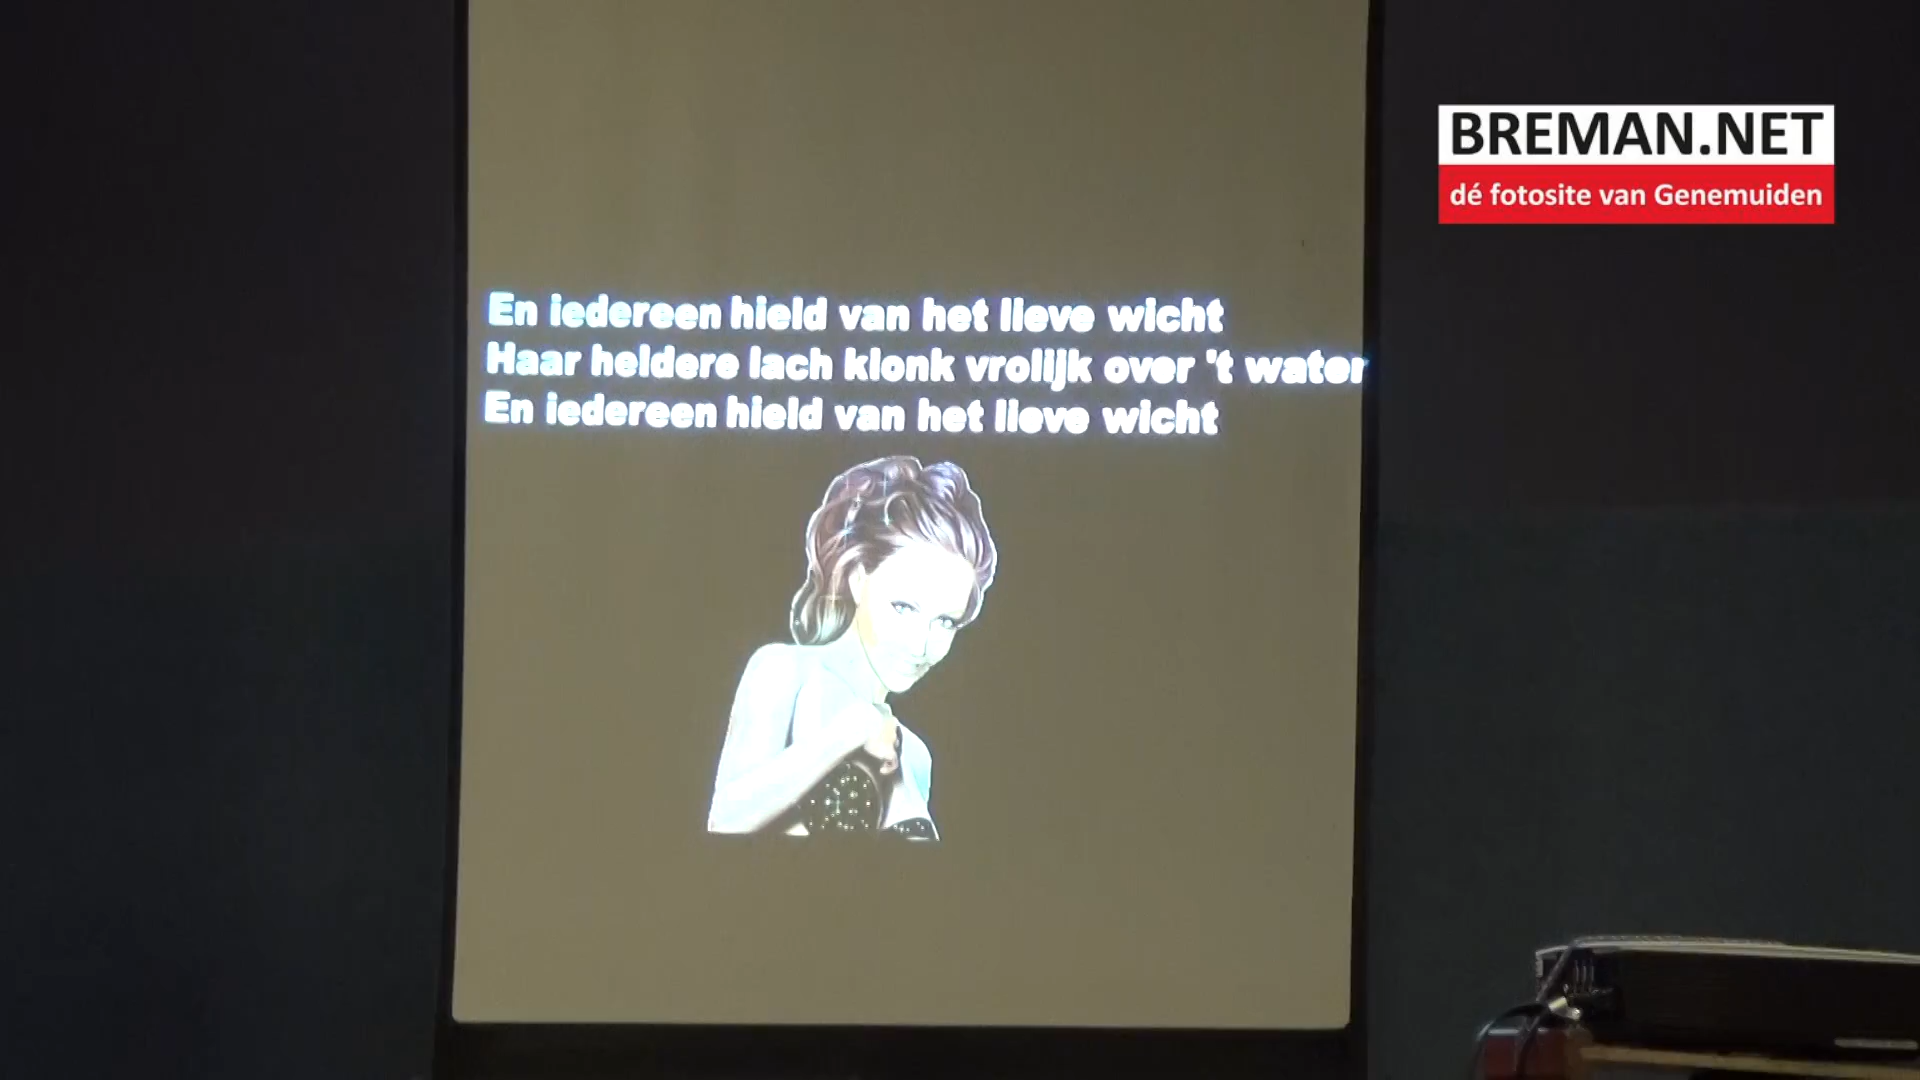 BREMAN.NET
dé fotosite van Genemuiden
En iedereen hield van het lieve wicht
Haar heldere lach klonk vrolijk over 't water
En iedereen hield van het lieve wicht